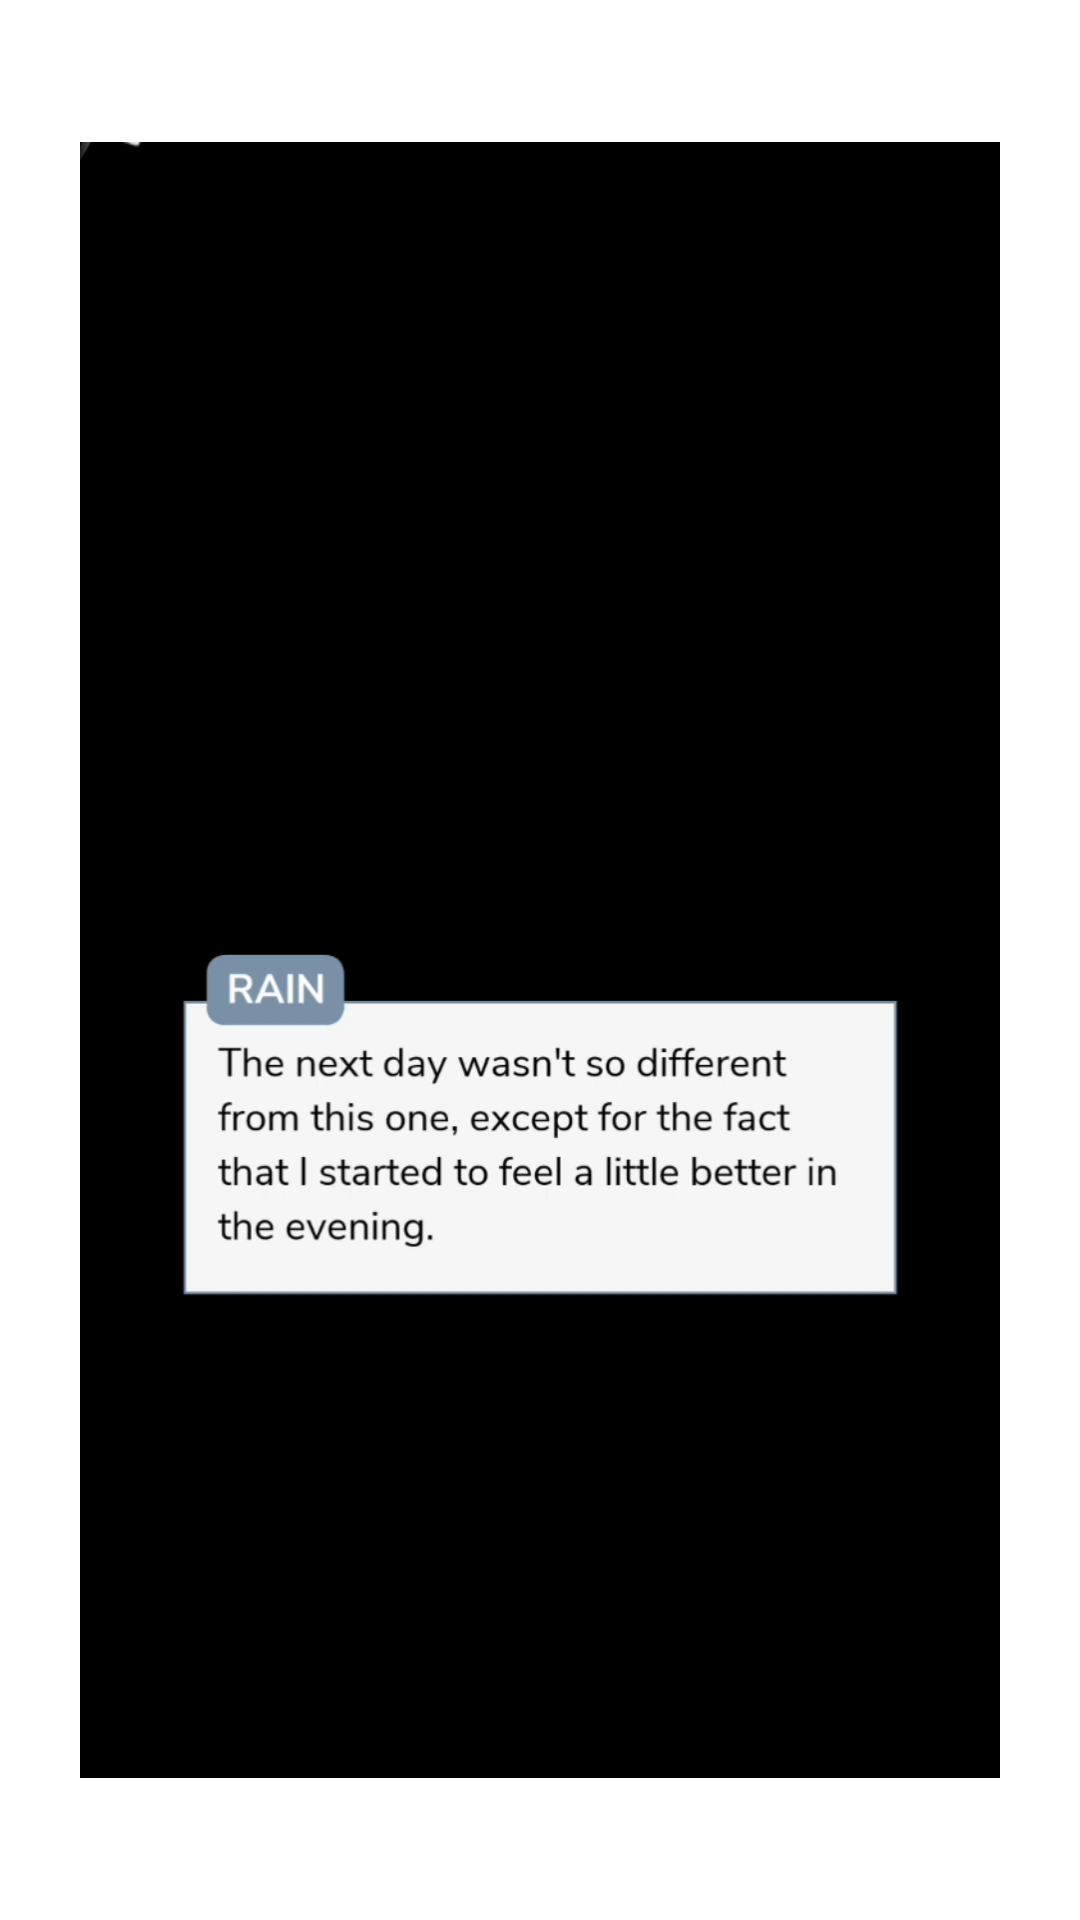 RAIN
The next day wasn't so different
from this one, except for the fact
that I started to feel a little better in
the evening.